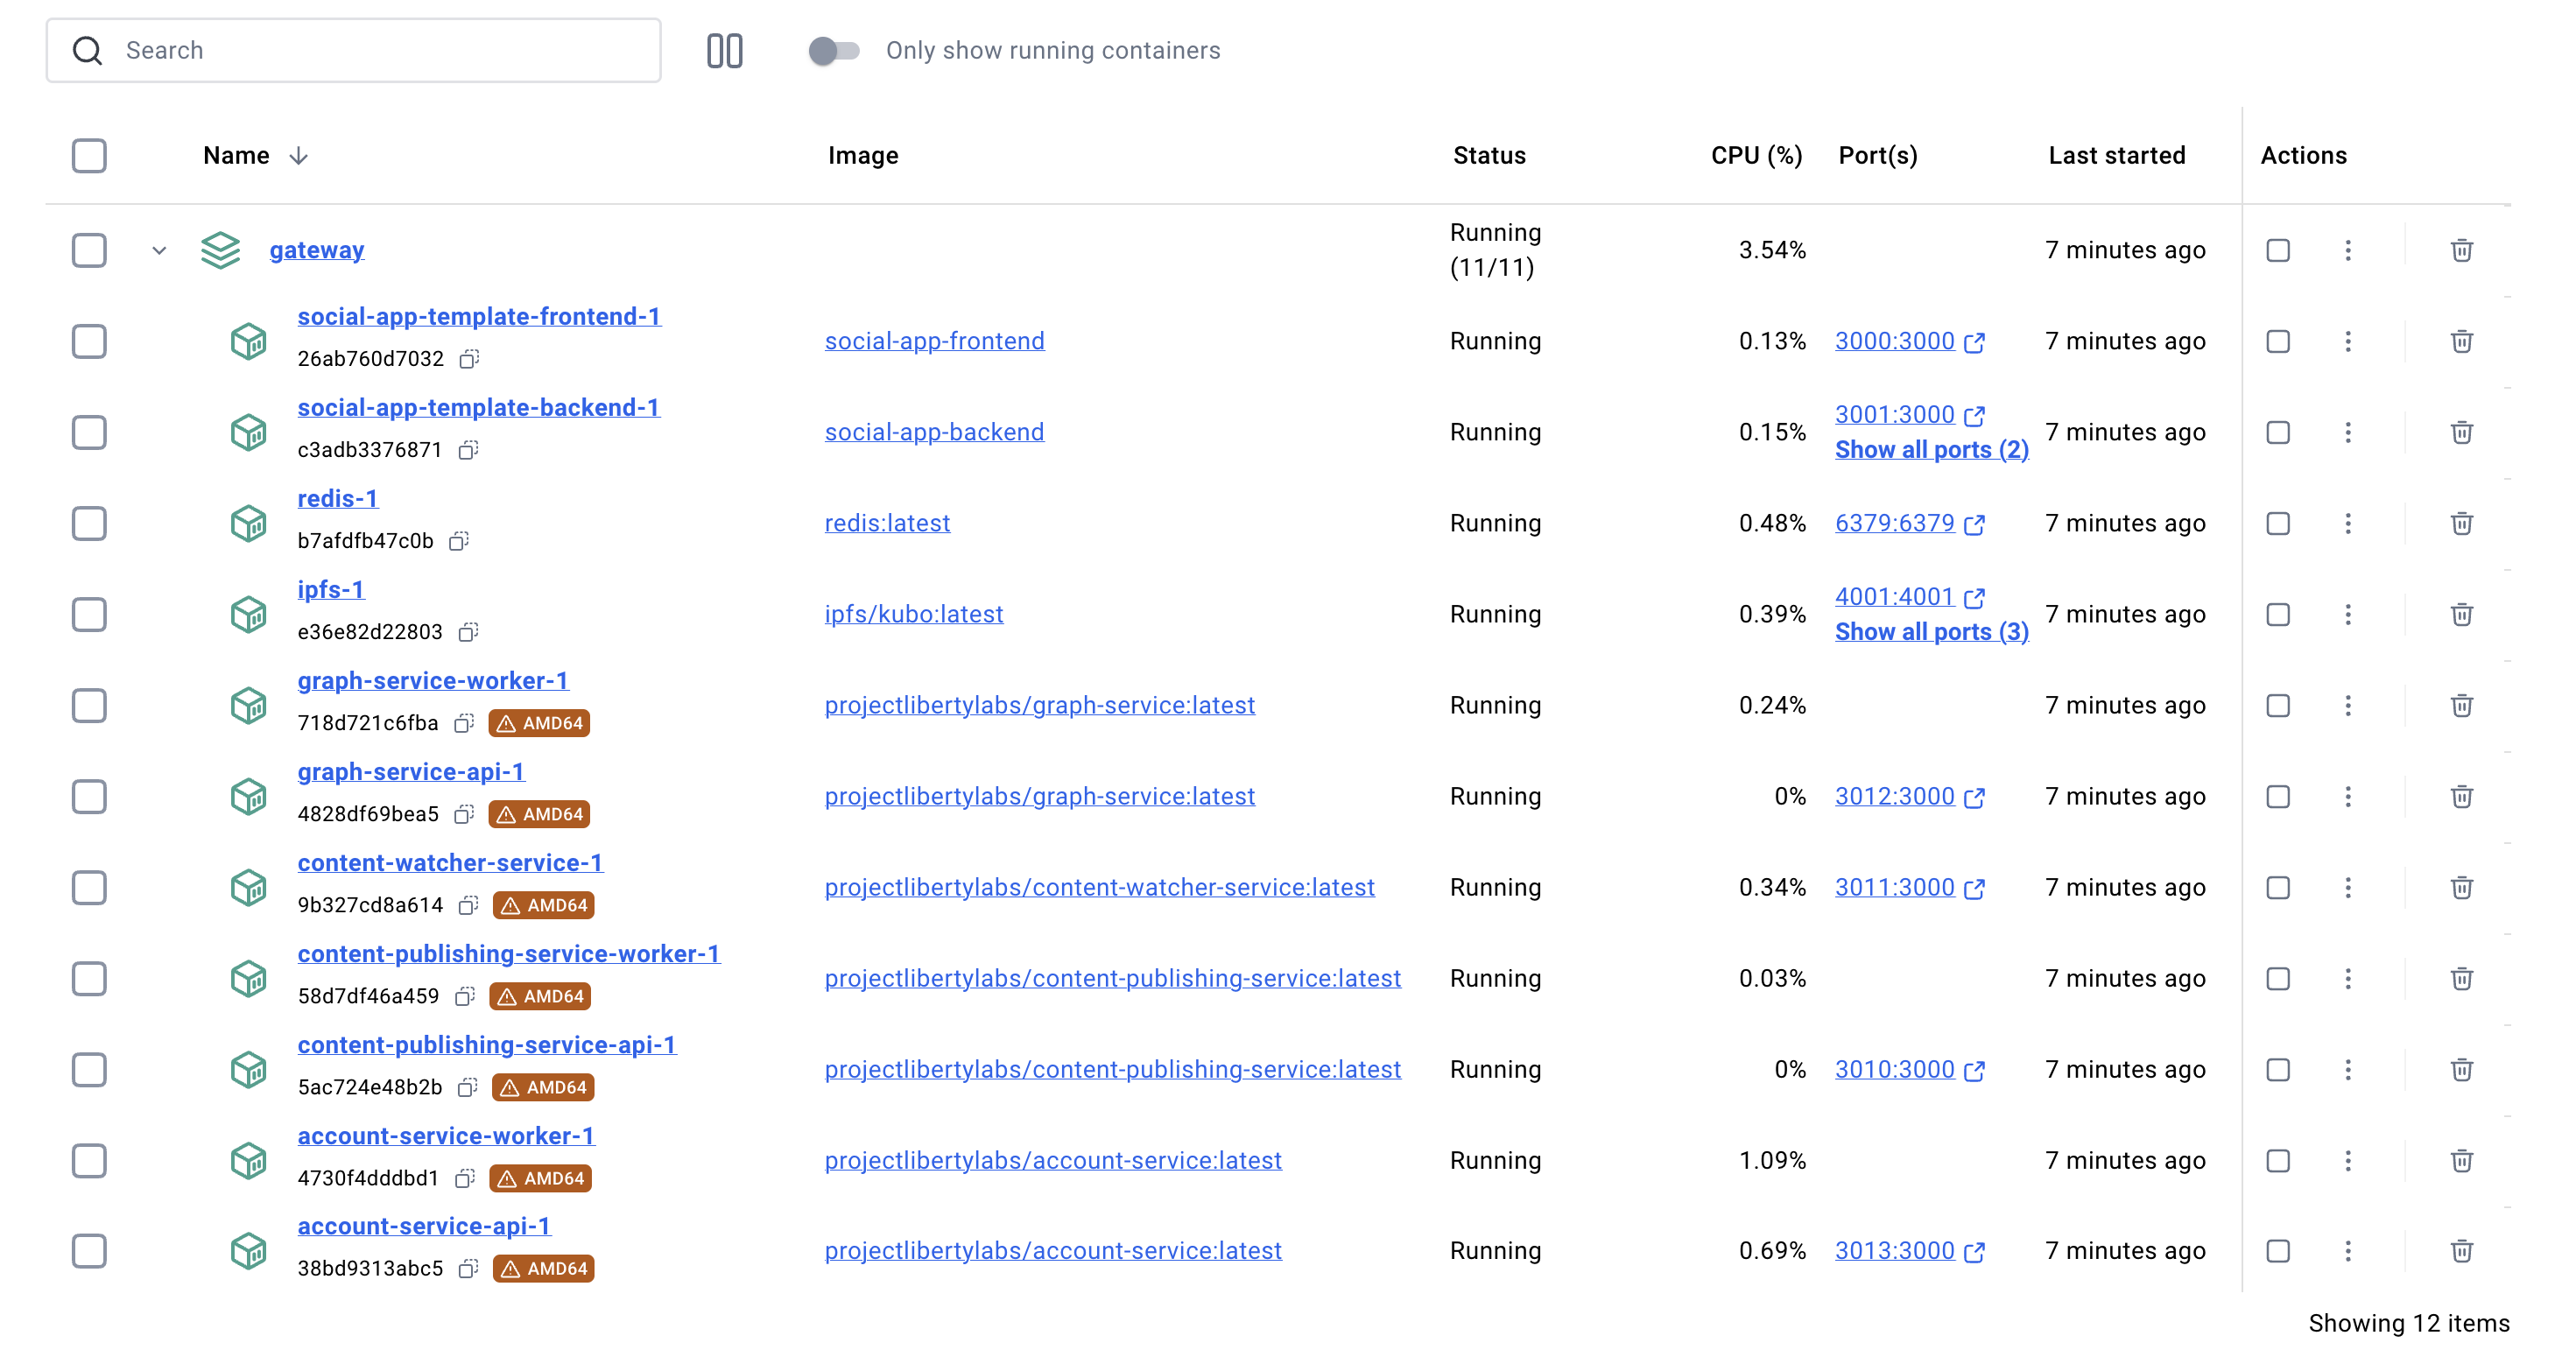 Search
Only show running containers
Name Image Status CPU (%) Port(s) Last started Actions
gateway Running (11/11) 3.54% 7 minutes ago
social-app-template-frontend-1
26ab760d7032 social-app-frontend Running 0.13% 3000:3000 7 minutes ago
social-app-template-backend-1
c3adb3376871 social-app-backend Running 0.15% 3001:3000 Show all ports (2) 7 minutes ago
redis-1
b7afdfb47c0b redis:latest Running 0.48% 6379:6379 7 minutes ago
ipfs-1
e36e82d22803 ipfs/kubo:latest Running 0.39% 4001:4001 Show all ports (3) 7 minutes ago
graph-service-worker-1
718d721c6fba AMD64 projectlibertylabs/graph-service:latest Running 0.24% 7 minutes ago
graph-service-api-1
4828df69bea5 AMD64 projectlibertylabs/graph-service:latest Running 0% 3012:3000 7 minutes ago
content-watcher-service-1
9b327cd8a614 AMD64 projectlibertylabs/content-watcher-service:latest Running 0.34% 3011:3000 7 minutes ago
content-publishing-service-worker-1
58d7df46a459 AMD64 projectlibertylabs/content-publishing-service:latest Running 0.03% 7 minutes ago
content-publishing-service-api-1
5ac724e48b2b AMD64 projectlibertylabs/content-publishing-service:latest Running 0% 3010:3000 7 minutes ago
account-service-worker-1
4730f4dddbd1 AMD64 projectlibertylabs/account-service:latest Running 1.09% 7 minutes ago
account-service-api-1
38bd9313abc5 AMD64 projectlibertylabs/account-service:latest Running 0.69% 3013:3000 7 minutes ago
Showing 12 items